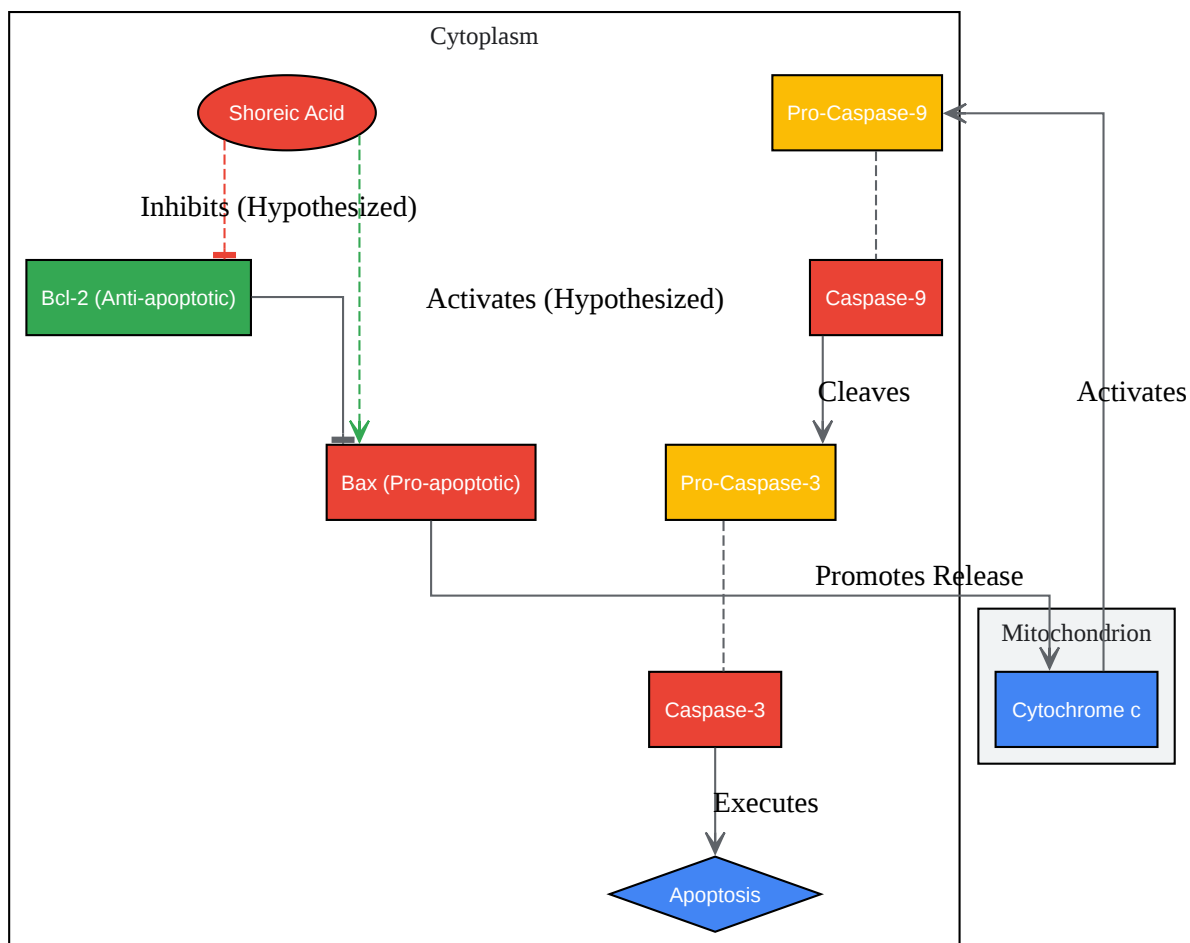 Cytoplasm
Shoreic Acid
Pro-Caspase-9
Inhibits (Hypothesized)
Bcl-2 (Anti-apoptotic)
Activates (Hypothesized)
Caspase-9
Cleaves
Activates
Bax (Pro-apoptotic)
Pro-Caspase-3
Promotes Release
Mitochondrion
Caspase-3
Cytochrome c
Executes
Apoptosis